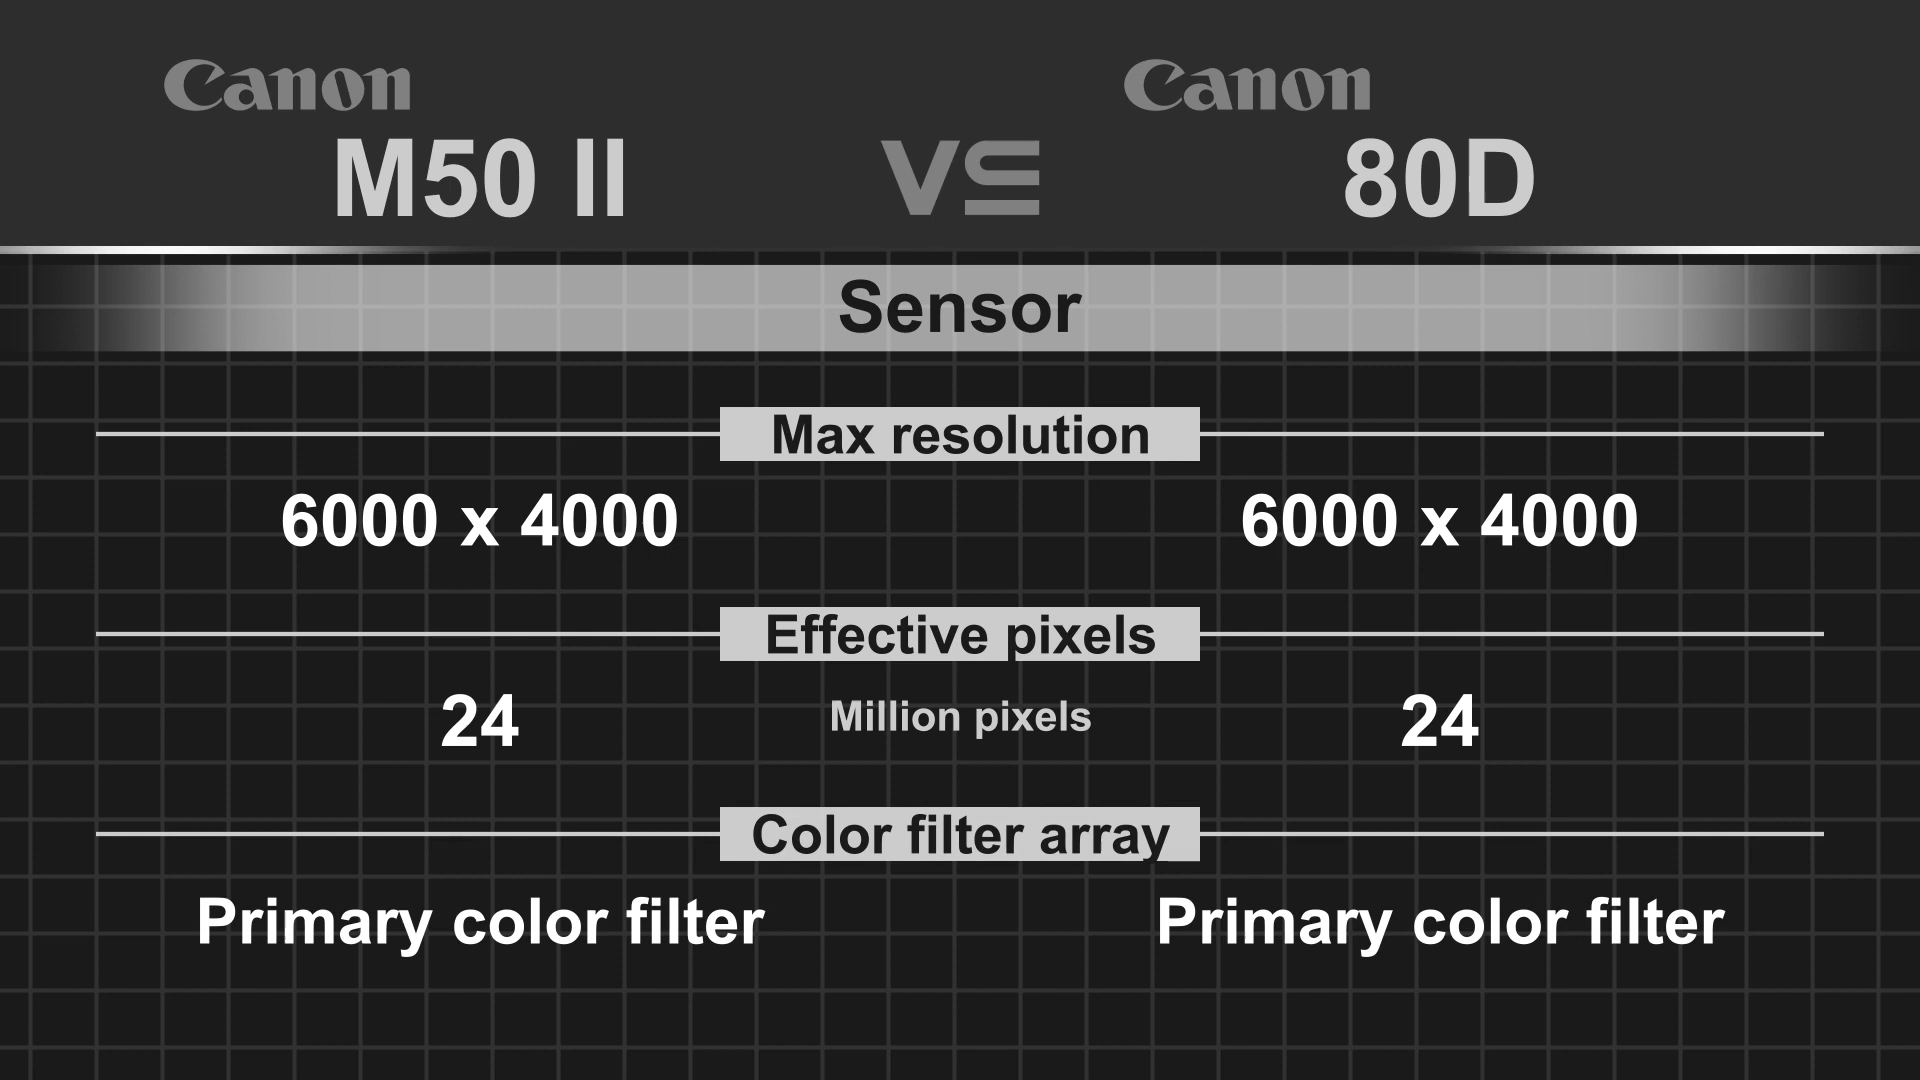 Canon Canon
M50 II VS 80D
Sensor
Max resolution
6000 x 4000 6000 x 4000
Effective pixels
24 Million pixels 24
Color filter array
Primary color filter Primary color filter